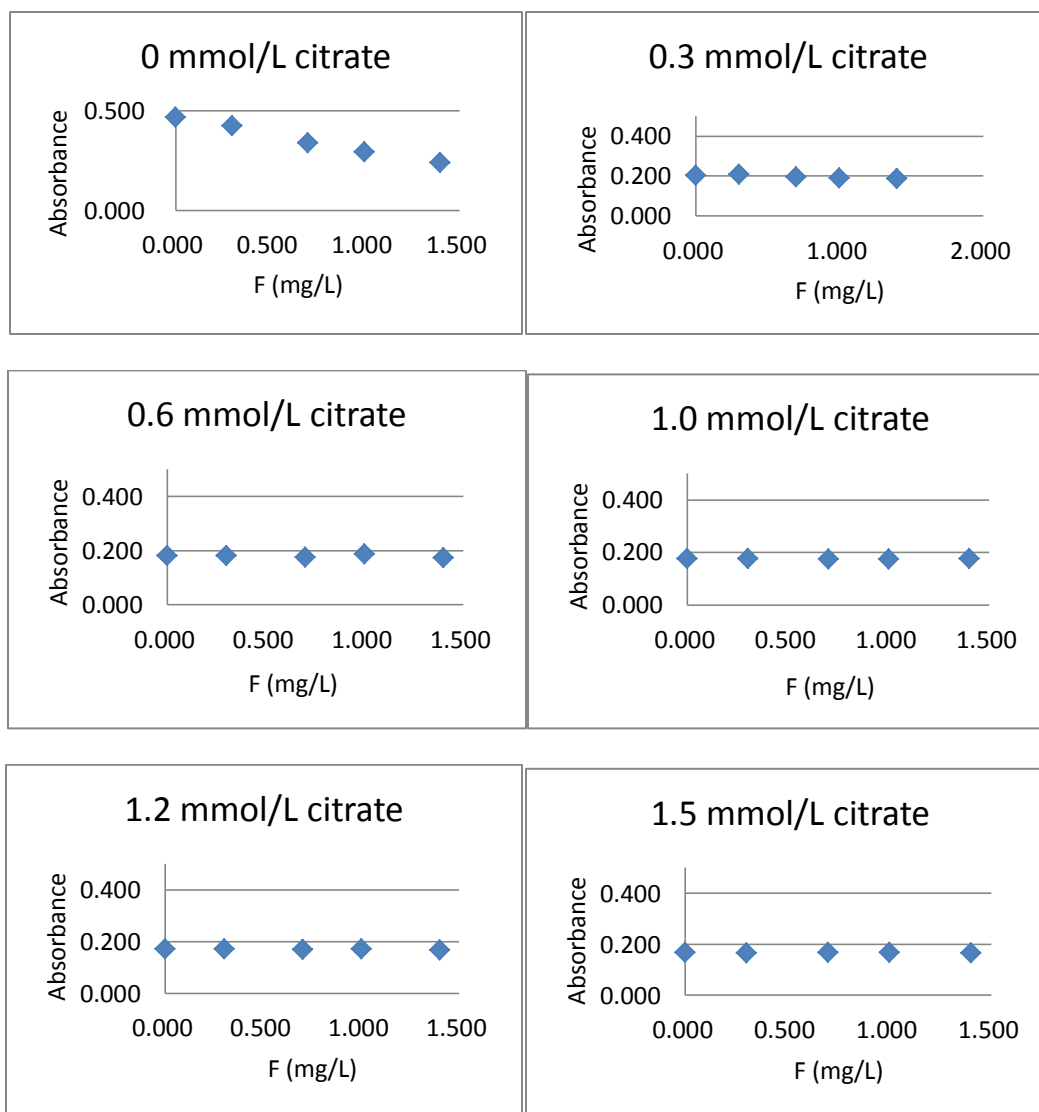 0 mmol/L citrate
0.500
0.000
Absorbance
0.000 0.500 1.000 1.500
F (mg/L)
0.3 mmol/L citrate
0.400
0.200
0.000
Absorbance
0.000 1.000 2.000
F (mg/L)
0.6 mmol/L citrate
0.400
0.200
0.000
Absorbance
0.000 0.500 1.000 1.500
F (mg/L)
1.0 mmol/L citrate
0.400
0.200
0.000
Absorbance
0.000 0.500 1.000 1.500
F (mg/L)
1.2 mmol/L citrate
0.400
0.200
0.000
Absorbance
0.000 0.500 1.000 1.500
F (mg/L)
1.5 mmol/L citrate
0.400
0.200
0.000
Absorbance
0.000 0.500 1.000 1.500
F (mg/L)